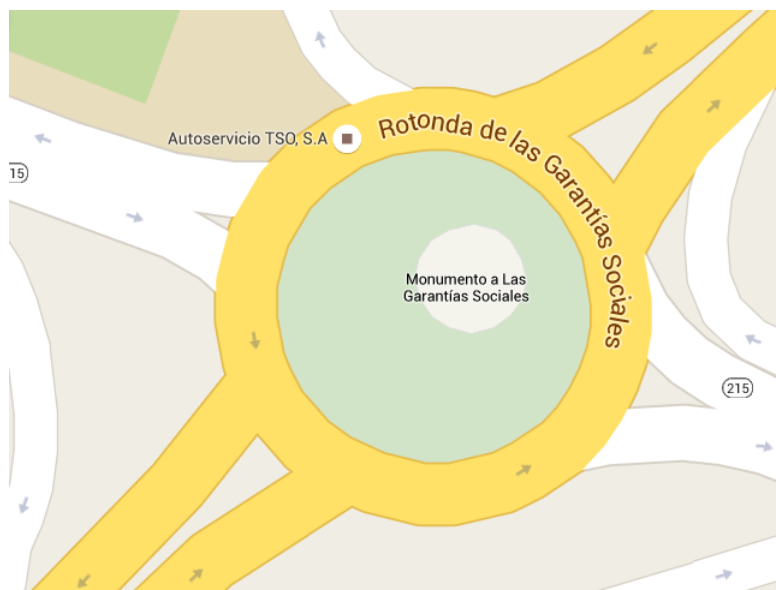 Rotonda de las Garantías Sociales
Autoservicio TSO, S.A
15
Monumento a Las
Garantías Sociales
215